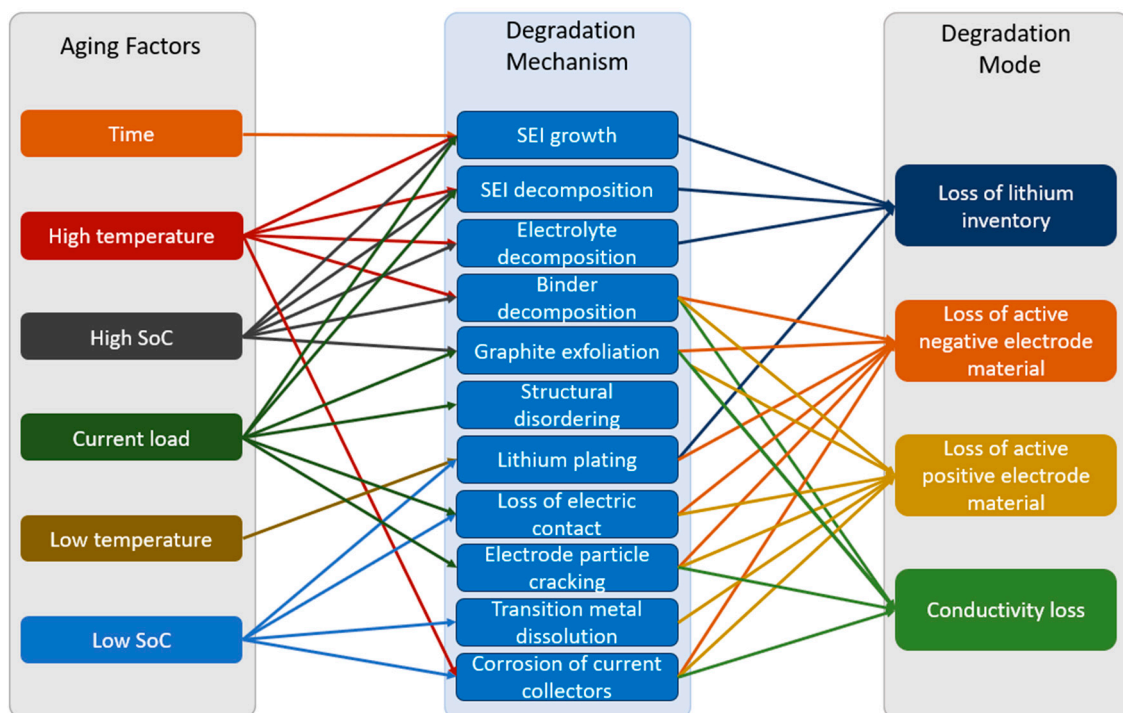 Aging Factors
Time
High temperature
High SoC
Current load
Low temperature
Low SoC
Degradation
Mechanism
SEI growth
SEI decomposition
Electrolyte
decomposition
Binder
decomposition
Graphite exfoliation
Structural
disordering
Lithium plating
Loss of electric
contact
Electrode particle
cracking
Transition metal
dissolution
Corrosion of current
collectors
Degradation
Mode
Loss of lithium
inventory
Loss of active
negative electrode
material
Loss of active
positive electrode
material
Conductivity loss